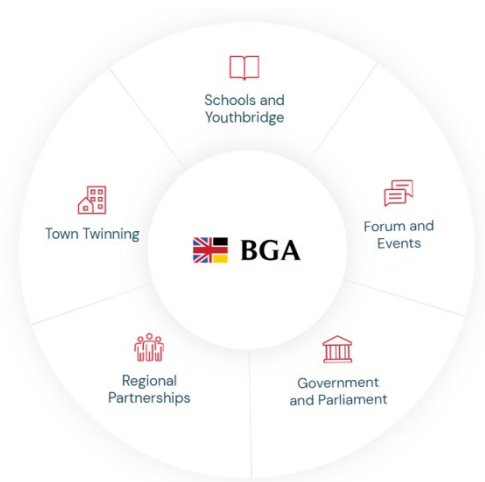 Schools and
Youthbridge
Forum and
Events
Government
and Parliament
Regional
Partnerships
Town Twinning
BGA